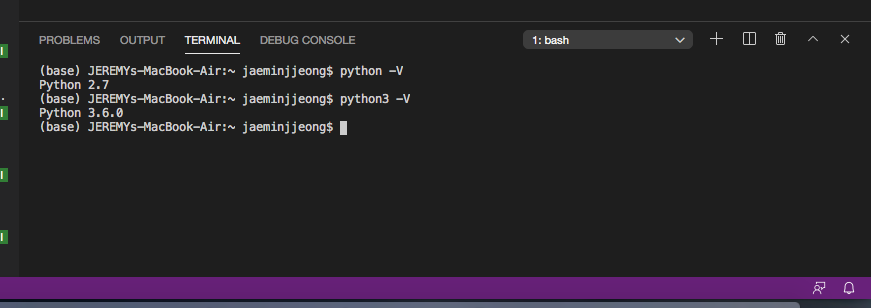 PROBLEMS OUTPUT TERMINAL DEBUG CONSOLE 1: bash
(base) JEREMYs-MacBook-Air:~ jaeminjjeong$ python -V
Python 2.7
(base) JEREMYs-MacBook-Air:~ jaeminjjeong$ python3 -V
Python 3.6.0
(base) JEREMYs-MacBook-Air:~ jaeminjjeong$